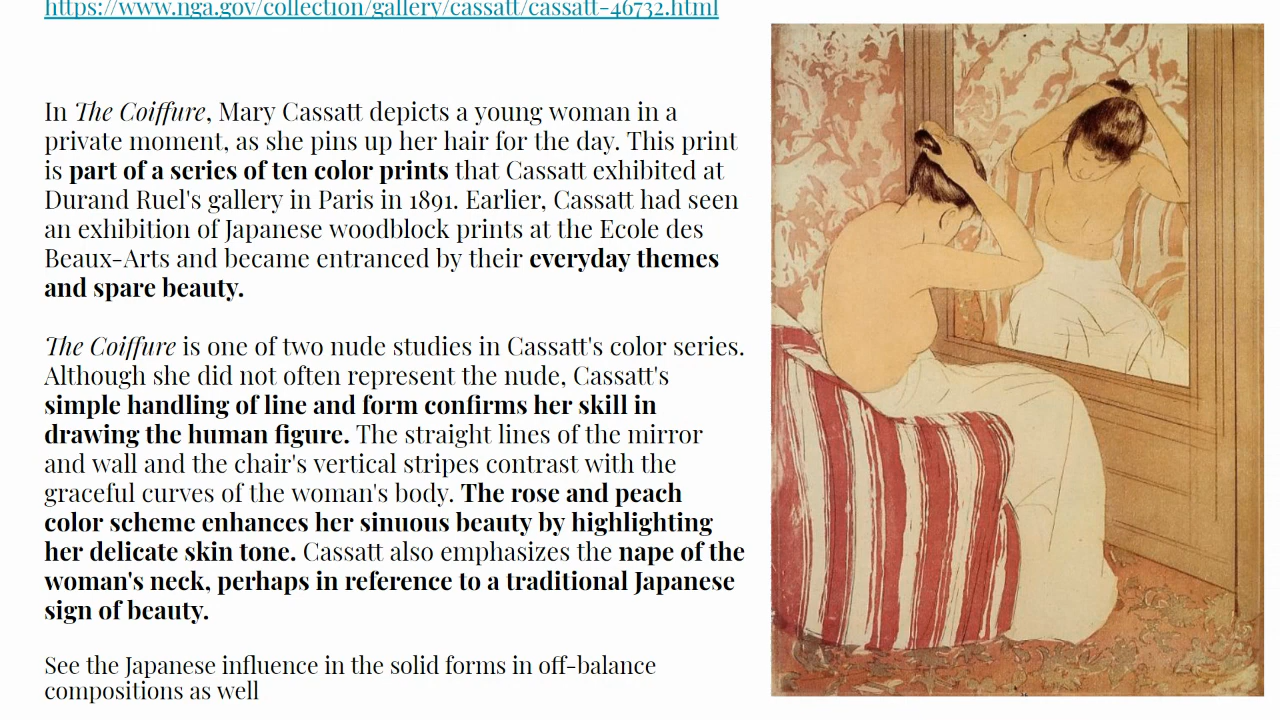 https://www.nga.gov/collection/gallery/cassatt/cassatt-46732.html
In The Coiffure, Mary Cassatt depicts a young woman in a
private moment, as she pins up her hair for the day. This print
is part of a series of ten color prints that Cassatt exhibited at
Durand Ruel's gallery in Paris in 1891. Earlier, Cassatt had seen
an exhibition of Japanese woodblock prints at the Ecole des
Beaux-Arts and became entranced by their everyday themes
and spare beauty.
The Coiffure is one of two nude studies in Cassatt's color series.
Although she did not often represent the nude, Cassatt's
simple handling of line and form confirms her skill in
drawing the human figure. The straight lines of the mirror
and wall and the chair's vertical stripes contrast with the
graceful curves of the woman's body. The rose and peach
color scheme enhances her sinuous beauty by highlighting
her delicate skin tone. Cassatt also emphasizes the nape of the
woman's neck, perhaps in reference to a traditional Japanese
sign of beauty.
See the Japanese influence in the solid forms in off-balance
compositions as well